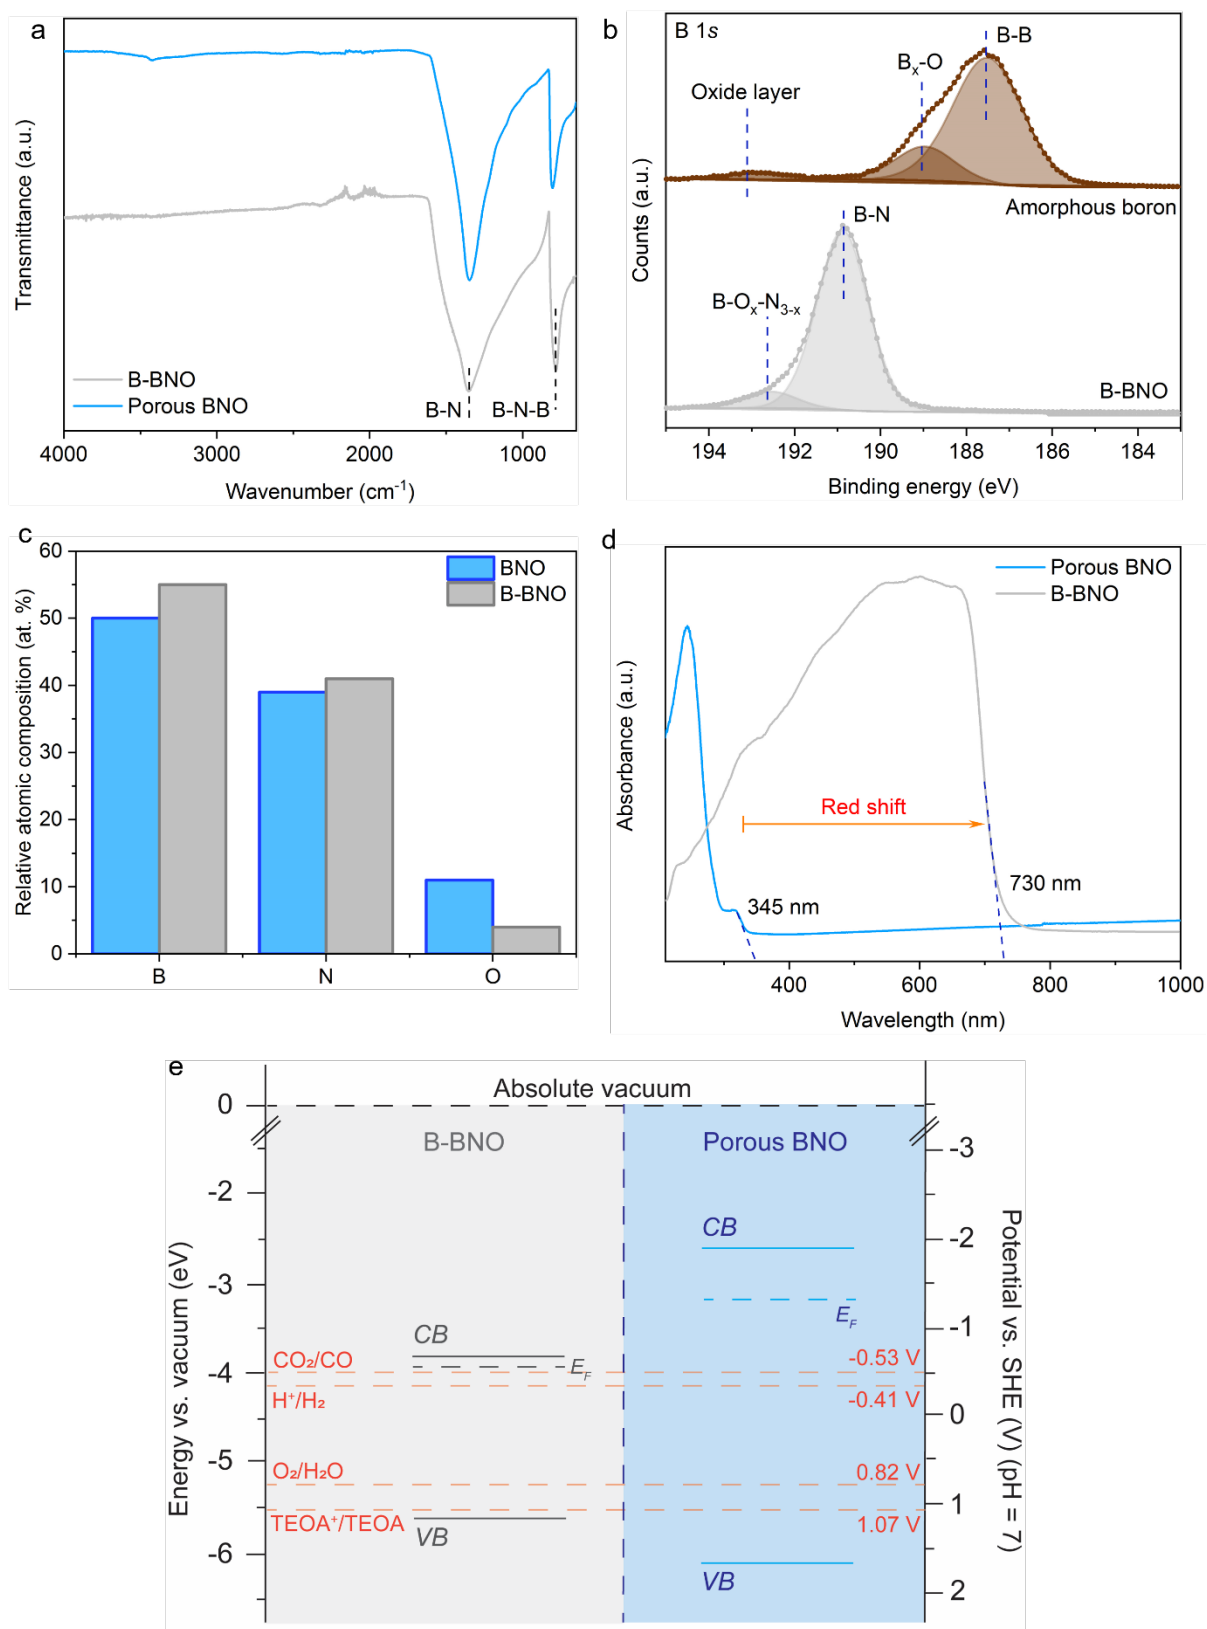 a
Transmittance (a.u.)
B-BNO
Porous BNO
B-N
B-N-B
4000
3000
2000
1000
Wavenumber (cm⁻¹)
b
B 1s
B-B
Bₓ-O
Oxide layer
Amorphous boron
B-N
B-Oₓ-N₃₋ₓ
B-BNO
Counts (a.u.)
194
192
190
188
186
184
Binding energy (eV)
c
Relative atomic composition (at. %)
60
50
40
30
20
10
0
BNO
B-BNO
B
N
O
d
Absorbance (a.u.)
Porous BNO
B-BNO
Red shift
345 nm
730 nm
400
600
800
1000
Wavelength (nm)
e
Absolute vacuum
B-BNO
Porous BNO
Energy vs. vacuum (eV)
0
-2
-3
-4
-5
-6
CB
E_F
CO₂/CO
H⁺/H₂
O₂/H₂O
TEOA⁺/TEOA
VB
CB
E_F
-0.53 V
-0.41 V
0.82 V
1.07 V
VB
-3
-2
-1
0
1
2
Potential vs. SHE (V) (pH = 7)